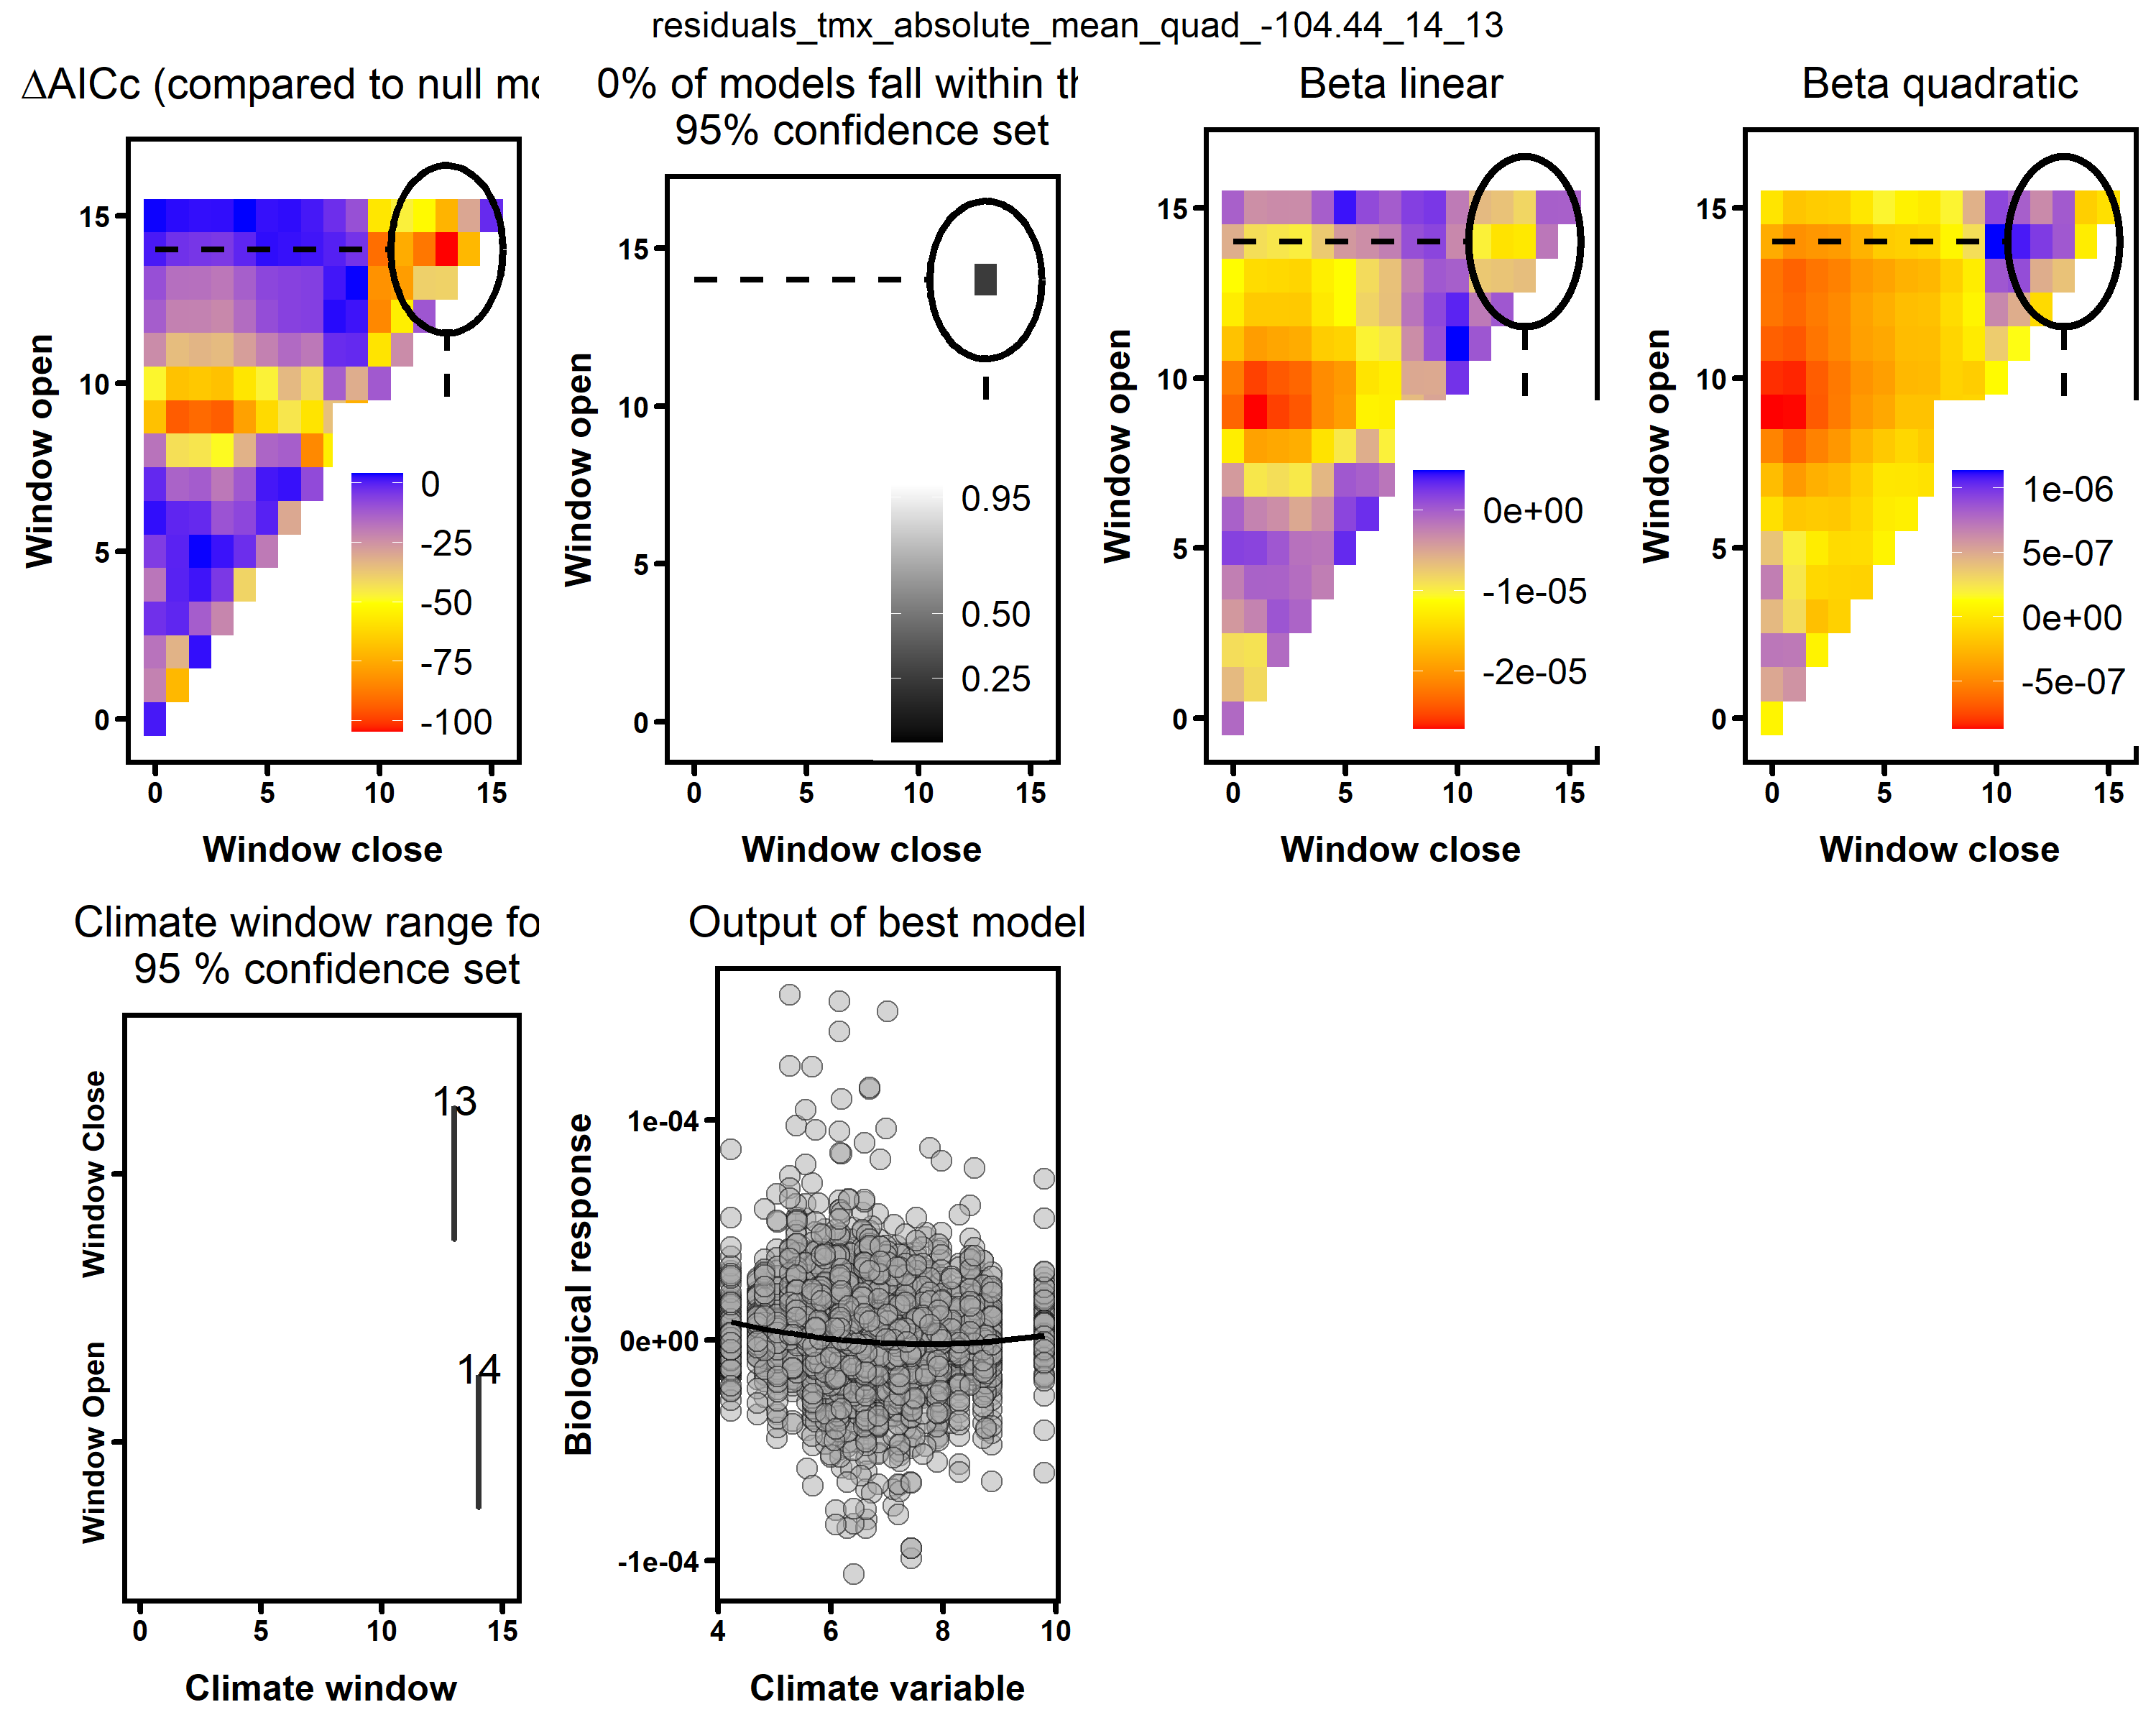 residuals_tmx_absolute_mean_quad_-104.44_14_13
ΔAICc (compared to null mo
Window open
15
10
5
0
0
-25
-50
-75
-100
0 5 10 15
Window close
0% of models fall within th
95% confidence set
Window open
15
10
5
0
0.95
0.50
0.25
0 5 10 15
Window close
Beta linear
Window open
15
10
5
0
0e+00
-1e-05
-2e-05
0 5 10 15
Window close
Beta quadratic
Window open
15
10
5
0
1e-06
5e-07
0e+00
-5e-07
0 5 10 15
Window close
Climate window range fo
95 % confidence set
Window Close
Window Open
13
14
0 5 10 15
Climate window
Output of best model
Biological response
1e-04
0e+00
-1e-04
4 6 8 10
Climate variable